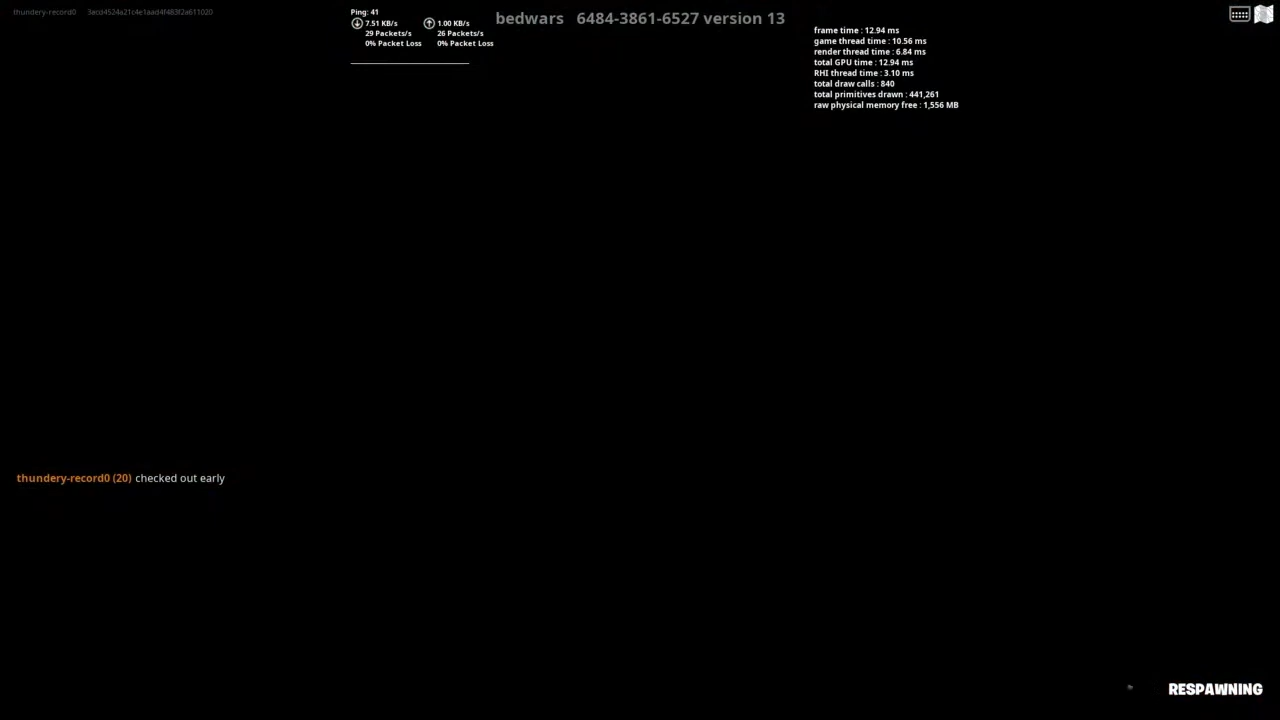 thundery-record0
Ping: 41
7.51 KB/s 1.00 KB/s
29 Packets/s 26 Packets/s
0% Packet Loss 0% Packet Loss
bedwars 6484-3861-6527 version 13
frame time : 12.94 ms
game thread time : 10.56 ms
render thread time : 6.84 ms
total GPU time : 12.94 ms
RHI thread time : 3.10 ms
total draw calls : 840
total primitives drawn : 441,261
raw physical memory free : 1,556 MB
thundery-record0 (20) checked out early
RESPAWNING